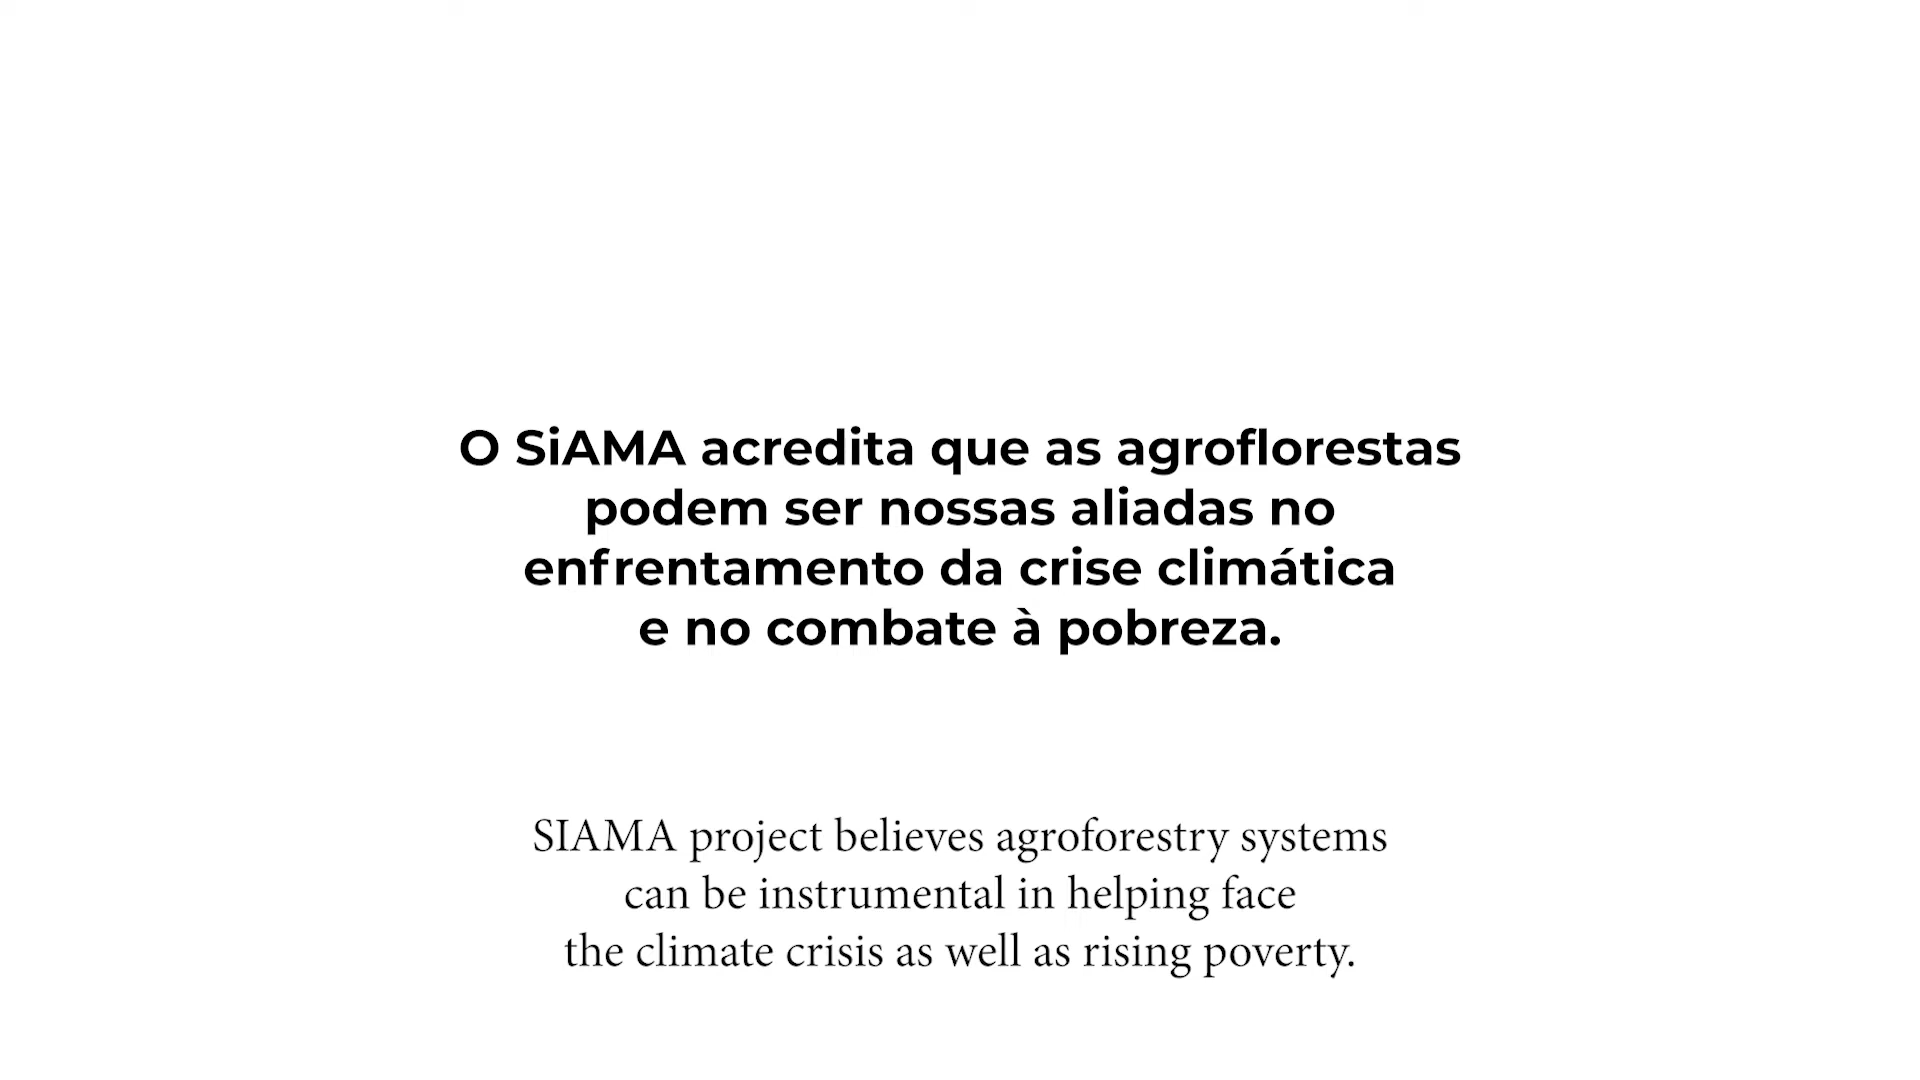 O SiAMA acredita que as agroflorestas
podem ser nossas aliadas no
enfrentamento da crise climática
e no combate à pobreza.
SIAMA project believes agroforestry systems
can be instrumental in helping face
the climate crisis as well as rising poverty.